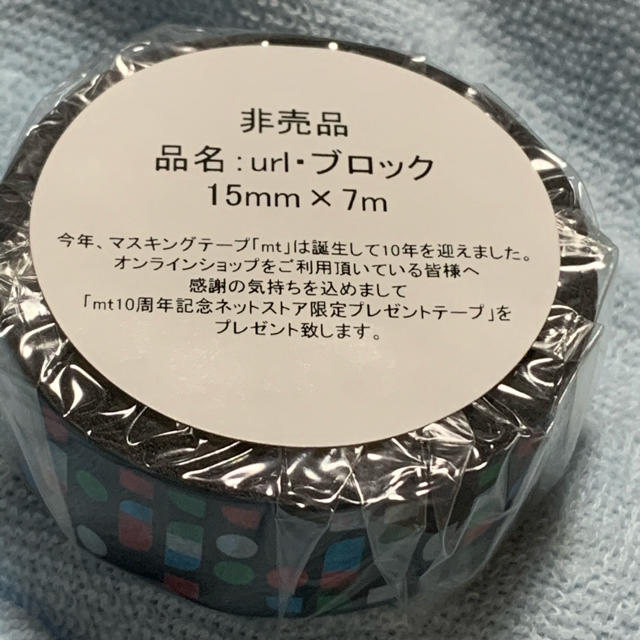 非売品
品名:url・ブロック
15mm×7m
今年、マスキングテープ「mt」は誕生して10年を迎えました。
オンラインショップをご利用頂いている皆様へ
感謝の気持ちを込めまして
「mt10周年記念ネットストア限定プレゼントテープ」を
プレゼント致します。